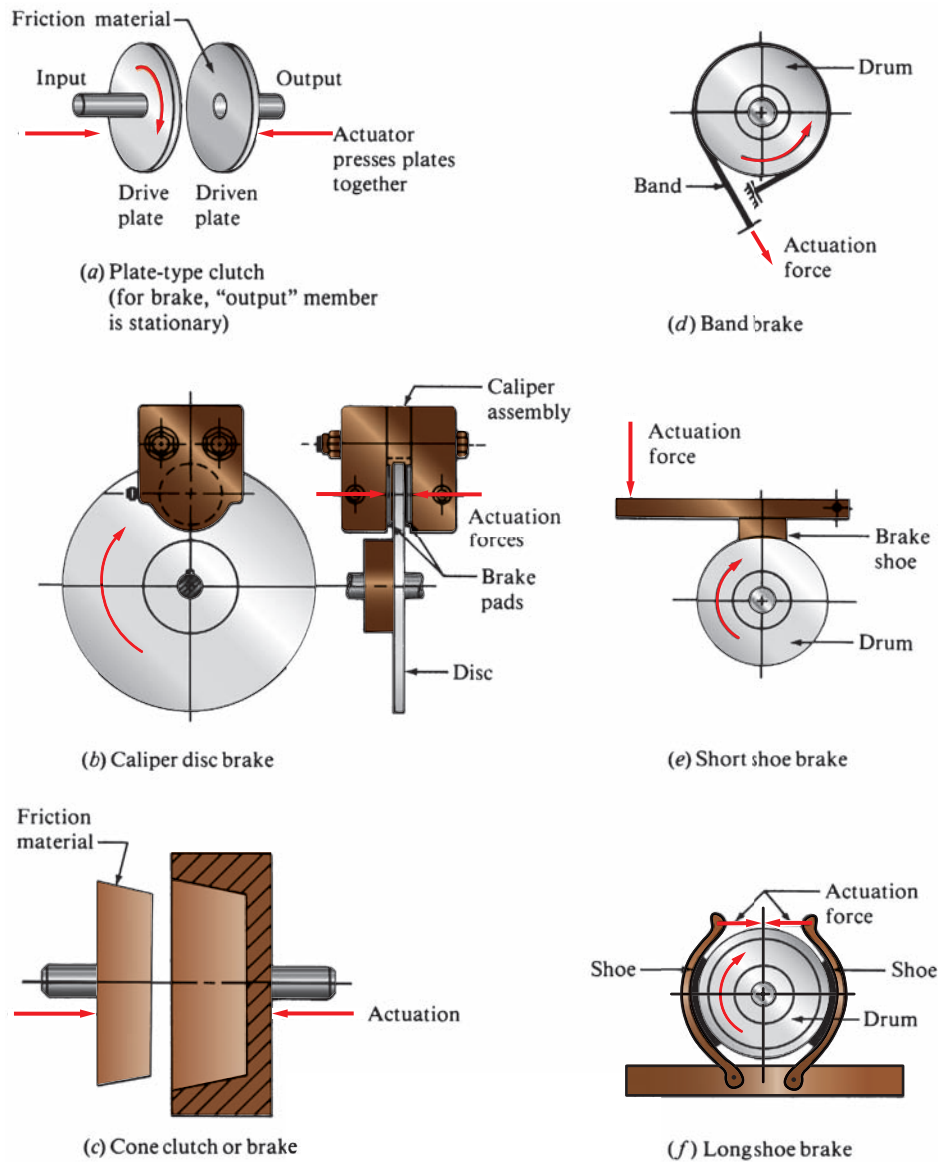 Friction material
Input
Output
Actuator
presses plates
together
Drive
plate
Driven
plate
(a) Plate-type clutch
(for brake, “output” member
is stationary)
Drum
Band
Actuation
force
(d) Band brake
Caliper
assembly
Actuation
forces
Brake
pads
Disc
(b) Caliper disc brake
Actuation
force
Brake
shoe
Drum
(e) Short shoe brake
Friction
material
Actuation
(c) Cone clutch or brake
Actuation
force
Shoe
Shoe
Drum
(f) Long shoe brake